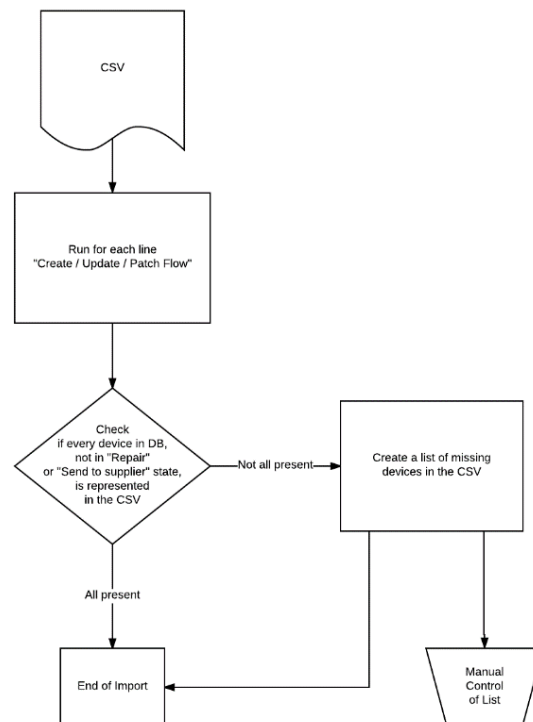 CSV
Run for each line
"Create / Update / Patch Flow"
Check
if every device in DB,
not in "Repair"
or "Send to supplier" state,
is represented
in the CSV
Not all present
Create a list of missing
devices in the CSV
All present
End of Import
Manual
Control
of List